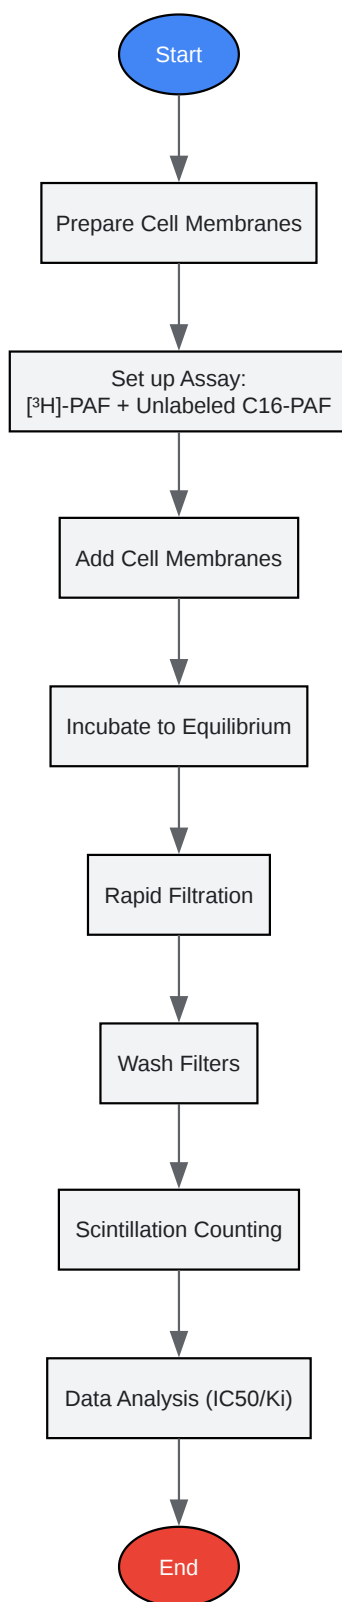 Start
Prepare Cell Membranes
Set up Assay:
[³H]-PAF + Unlabeled C16-PAF
Add Cell Membranes
Incubate to Equilibrium
Rapid Filtration
Wash Filters
Scintillation Counting
Data Analysis (IC50/Ki)
End